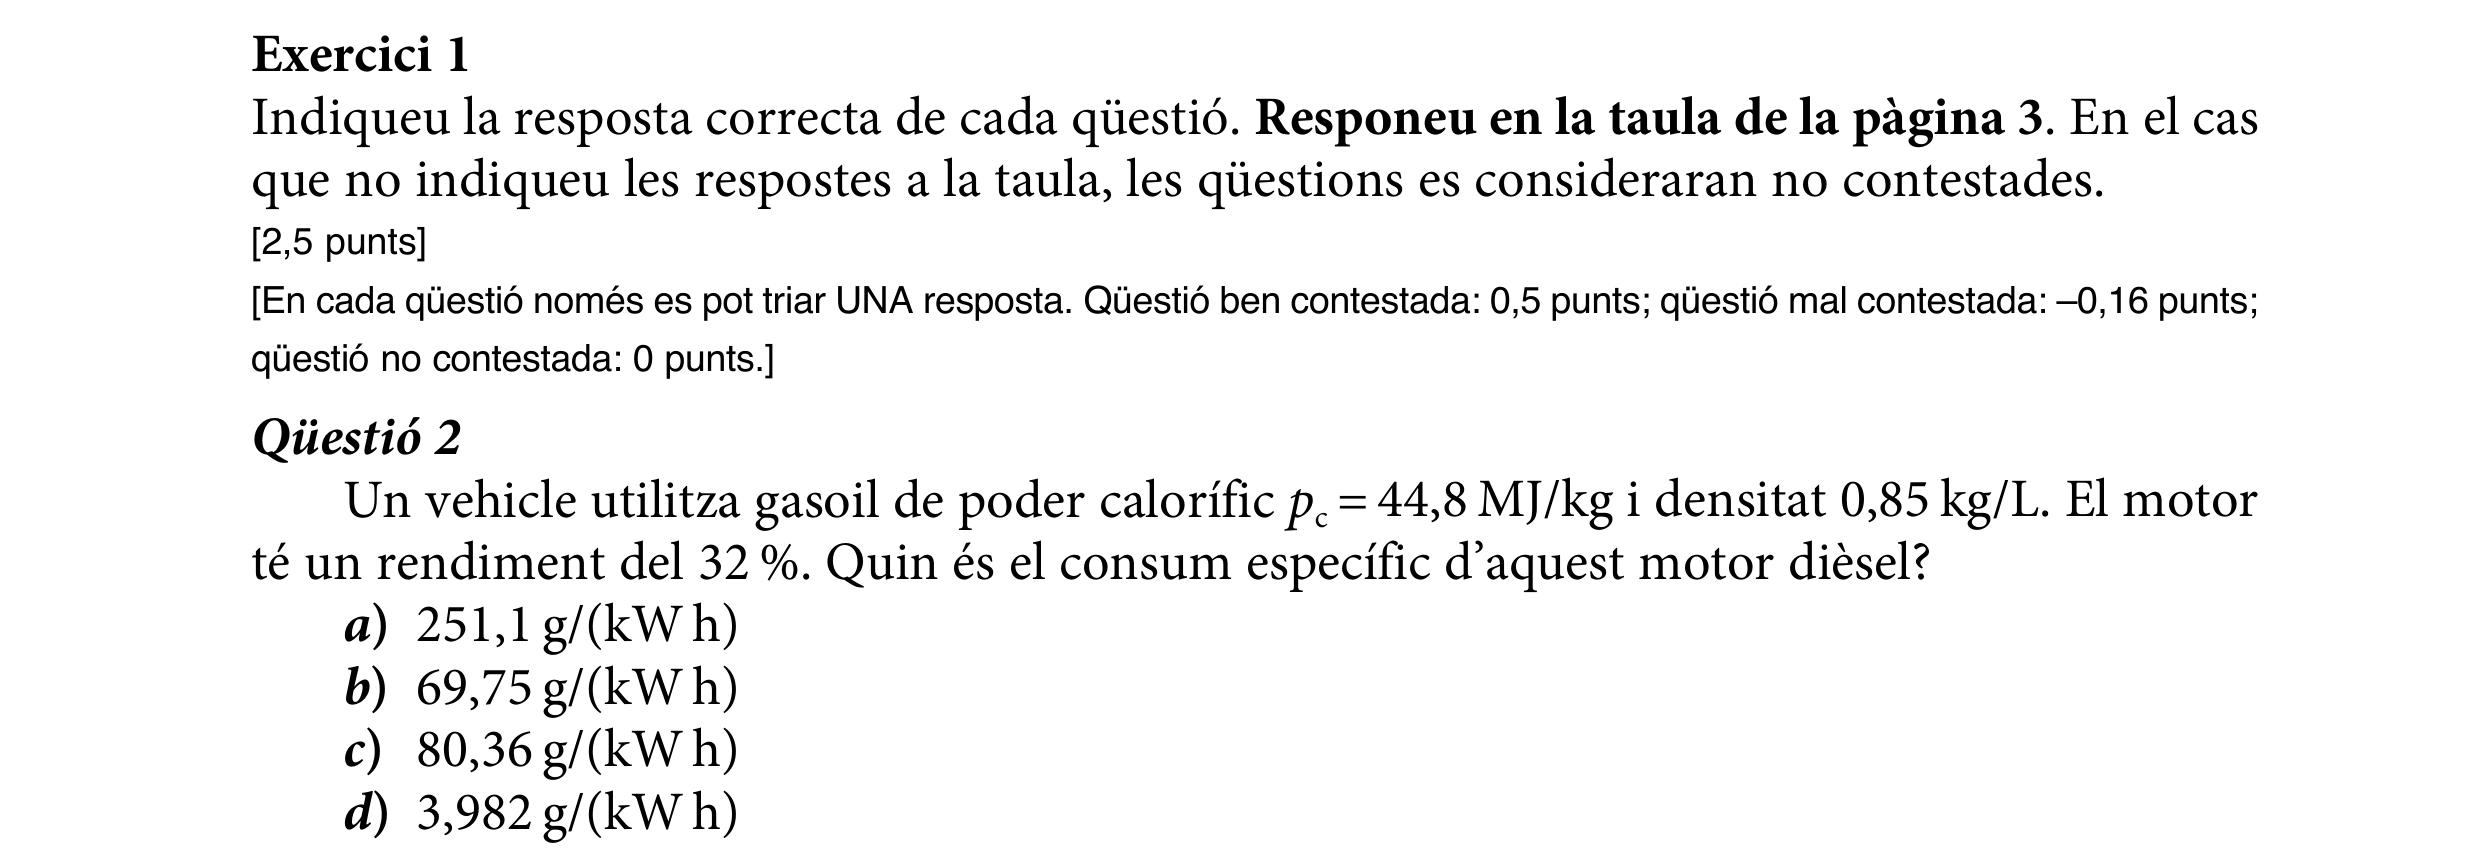 Exercici 1
Indiqueu la resposta correcta de cada qüestió. Responeu en la taula de la pàgina 3. En el cas
que no indiqueu les respostes a la taula, les qüestions es consideraran no contestades.
[2,5 punts]
[En cada qüestió només es pot triar UNA resposta. Qüestió ben contestada: 0,5 punts; qüestió mal contestada: –0,16 punts;
qüestió no contestada: 0 punts.]
Qüestió 2
Un vehicle utilitza gasoil de poder calorífic p_c = 44,8 MJ/kg i densitat 0,85 kg/L. El motor
té un rendiment del 32 %. Quin és el consum específic d’aquest motor dièsel?
a) 251,1 g/(kW h)
b) 69,75 g/(kW h)
c) 80,36 g/(kW h)
d) 3,982 g/(kW h)